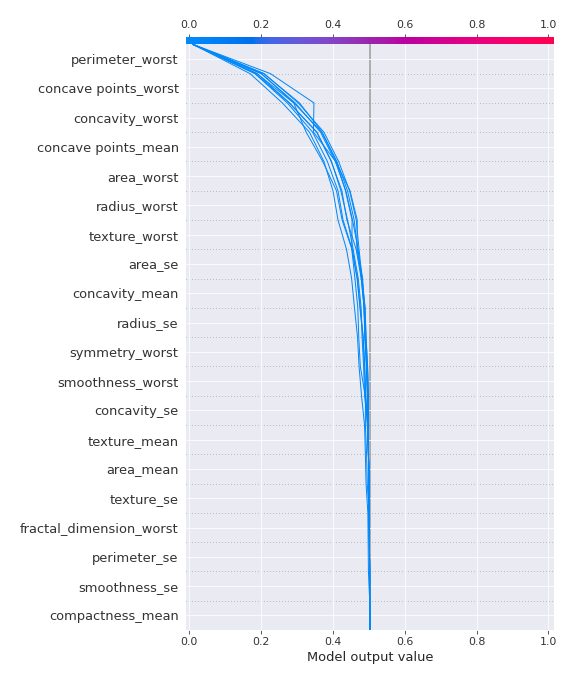 0.0 0.2 0.4 0.6 0.8 1.0
perimeter_worst
concave points_worst
concavity_worst
concave points_mean
area_worst
radius_worst
texture_worst
area_se
concavity_mean
radius_se
symmetry_worst
smoothness_worst
concavity_se
texture_mean
area_mean
texture_se
fractal_dimension_worst
perimeter_se
smoothness_se
compactness_mean
0.0 0.2 0.4 0.6 0.8 1.0
Model output value